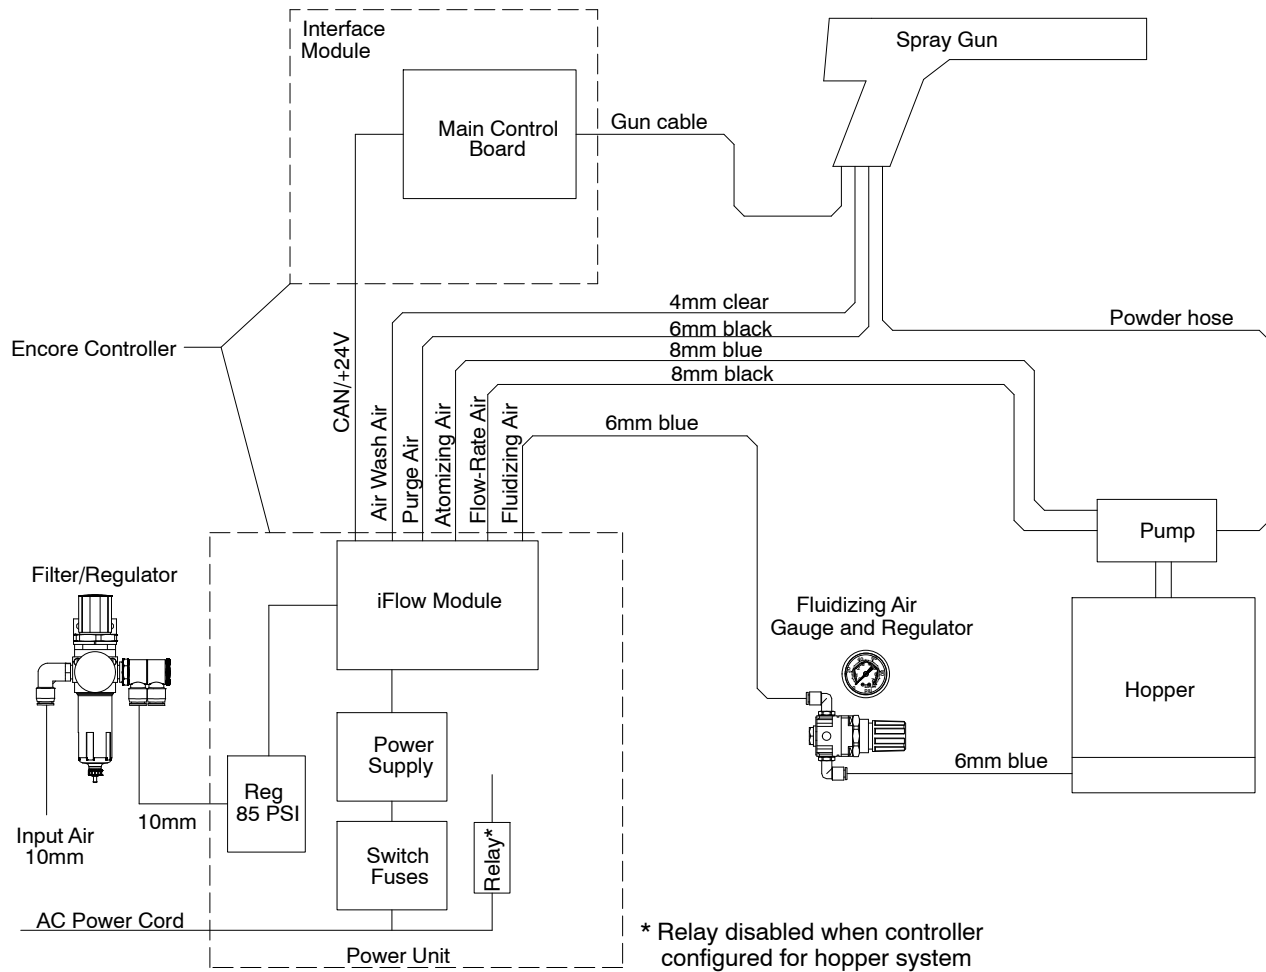 Interface
Module
Spray Gun
Main Control
Board
Gun cable
4mm clear
6mm black
8mm blue
8mm black
6mm blue
Powder hose
Encore Controller
CAN/+24V
Air Wash Air
Purge Air
Atomizing Air
Flow-Rate Air
Fluidizing Air
Pump
Filter/Regulator
iFlow Module
Fluidizing Air
Gauge and Regulator
Hopper
Power
Supply
6mm blue
Reg
85 PSI
10mm
Input Air
10mm
Switch
Fuses
Relay*
AC Power Cord
Power Unit
* Relay disabled when controller
configured for hopper system